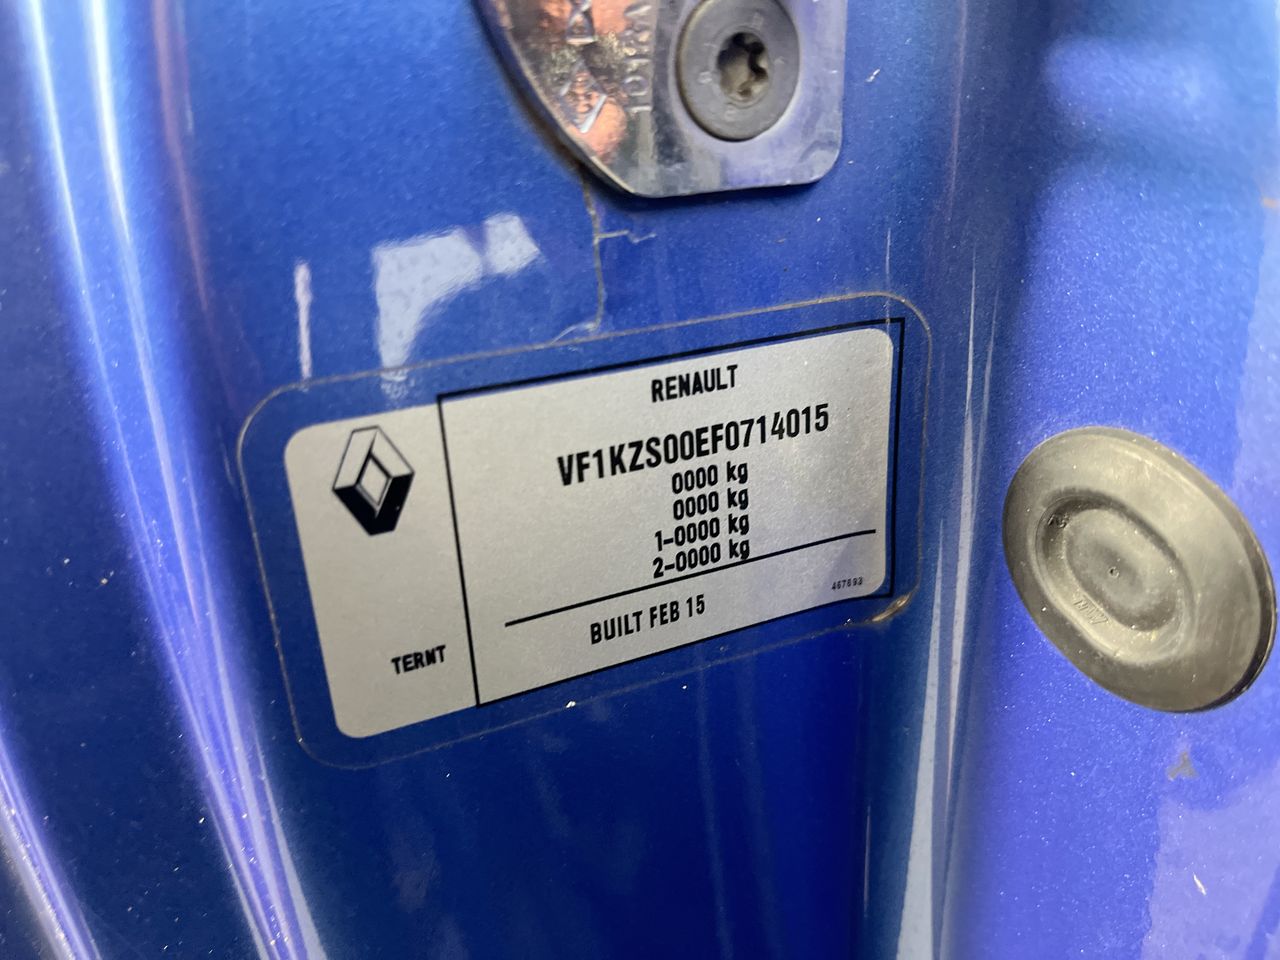 RENAULT
VF1KZS00EF0714015
0000 kg
0000 kg
1-0000 kg
2-0000 kg
467693
BUILT FEB 15
TERNT